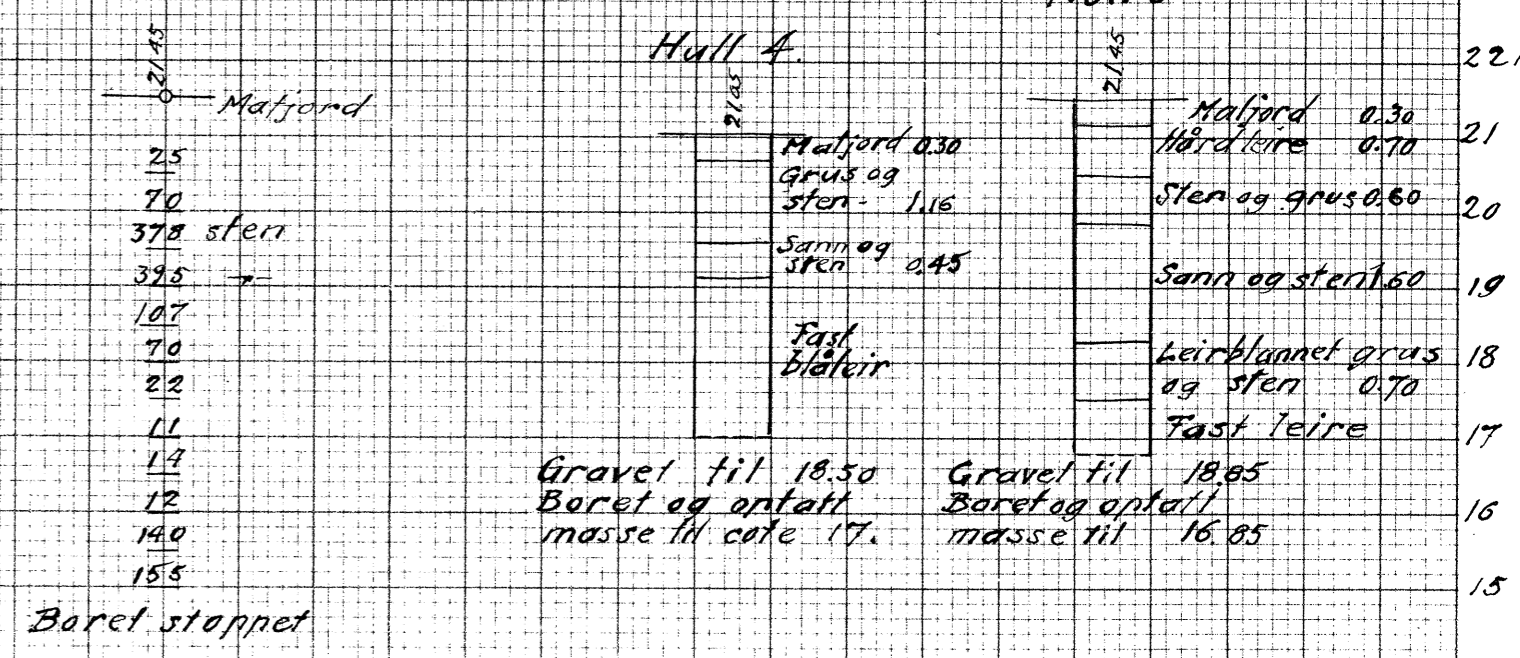 21.45
Matjord
25
70
378 sten
395 -"-
107
70
22
11
14
12
140
155
Boret stoppet
Hull 4.
21.05
Matjord 0.30
Grus og
sten - 1.16
Sann og
sten 0.45
Fast
blåleir
Gravet til 18.50
Boret og optatt
masse til cote 17.
21.45
Matjord 0.30
Hård leire 0.70
Sten og grus 0.60
Sann og sten 1.60
Leirblannet grus
og sten 0.70
Fast leire
Gravet til 18.85
Boret og optatt
masse til 16.85
22
21
20
19
18
17
16
15